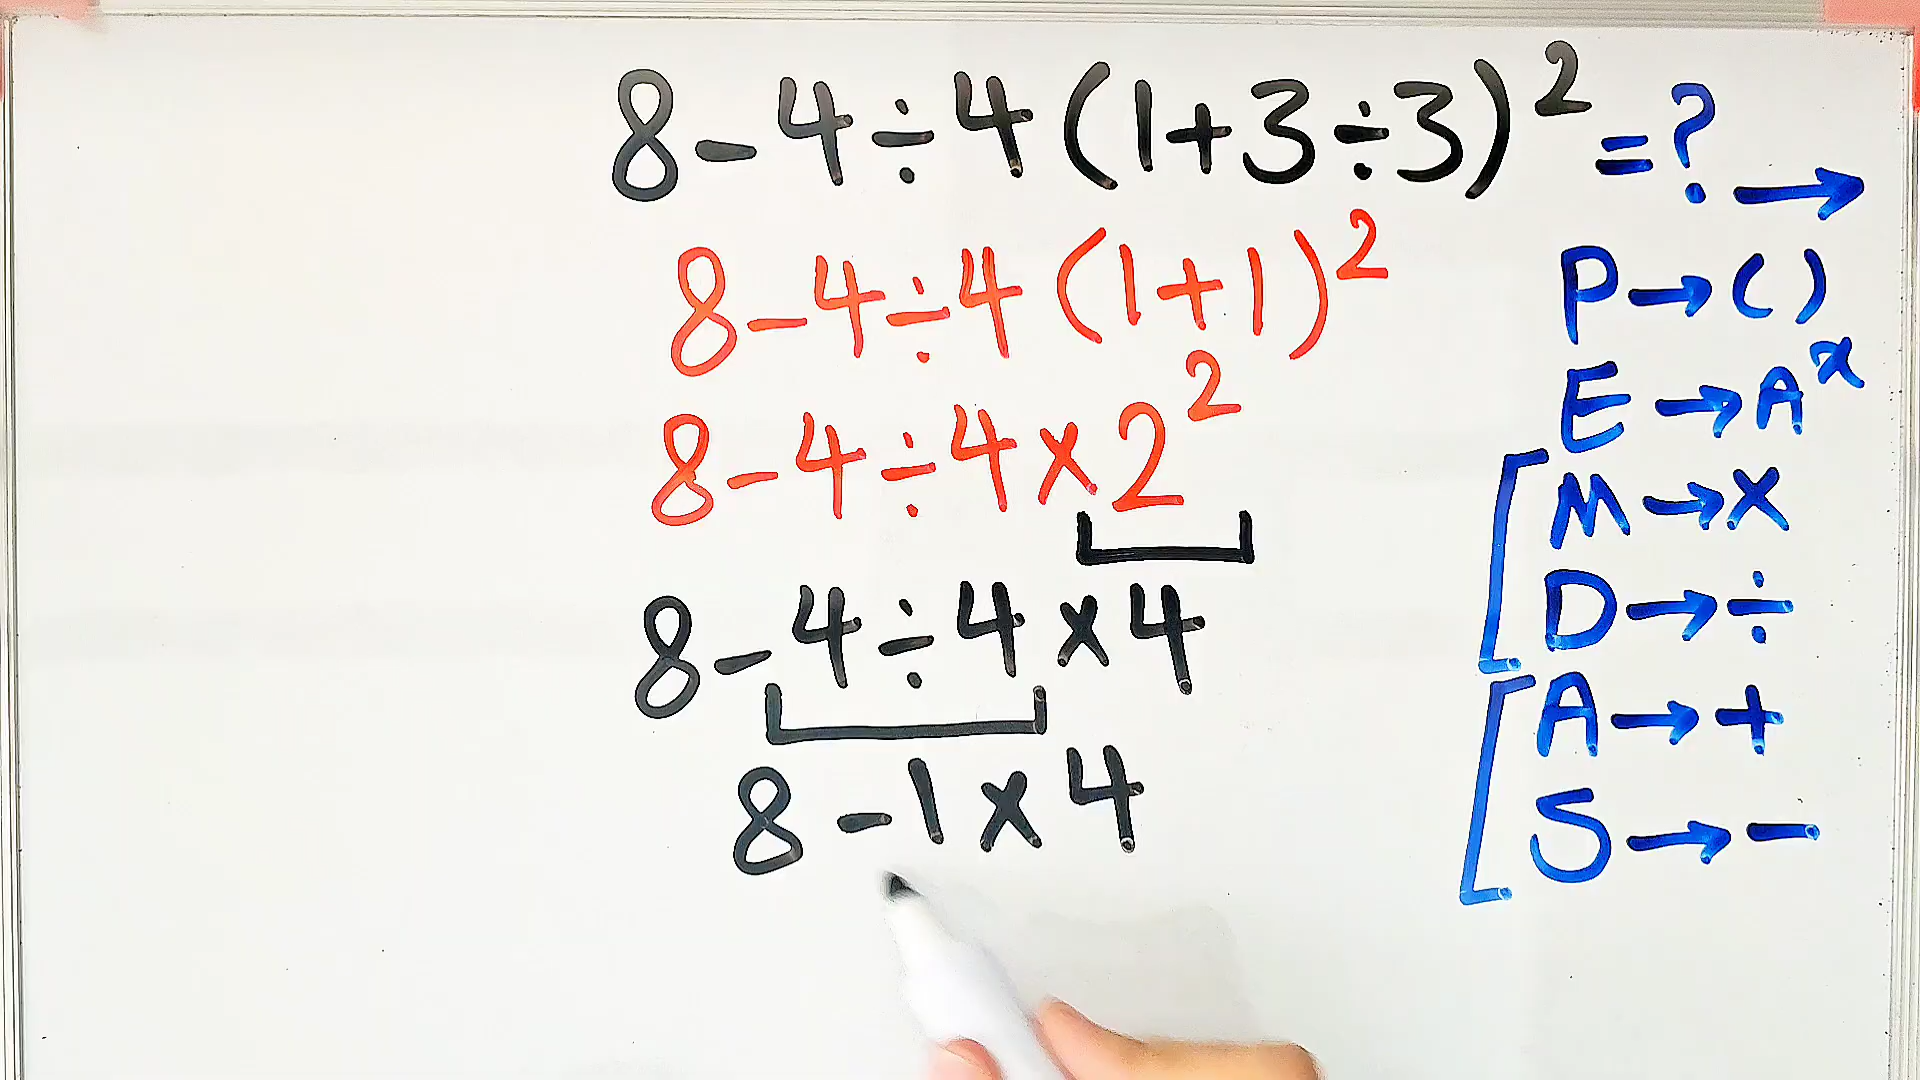 8-4÷4(1+3÷3)² =? →
8-4÷4(1+1)²
8-4÷4×2²
8-4÷4×4
8-1×4
P→()
E→Aˣ
M→×
D→÷
A→+
S→-